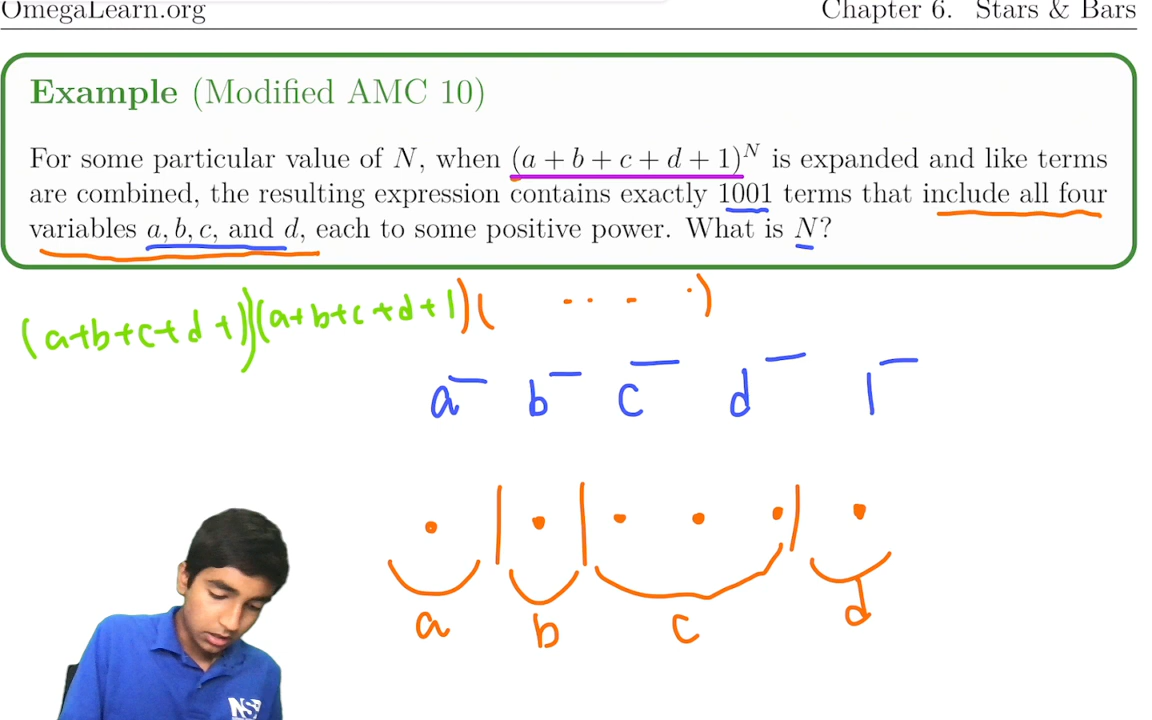 OmegaLearn.org Chapter 6. Stars & Bars
Example (Modified AMC 10)
For some particular value of N, when (a + b + c + d + 1)^N is expanded and like terms
are combined, the resulting expression contains exactly 1001 terms that include all four
variables a, b, c, and d, each to some positive power. What is N?
(a+b+c+d+1)(a+b+c+d+1)( ... . .)
a b c d 1
. | . | . . . | .
a b c d
NSF